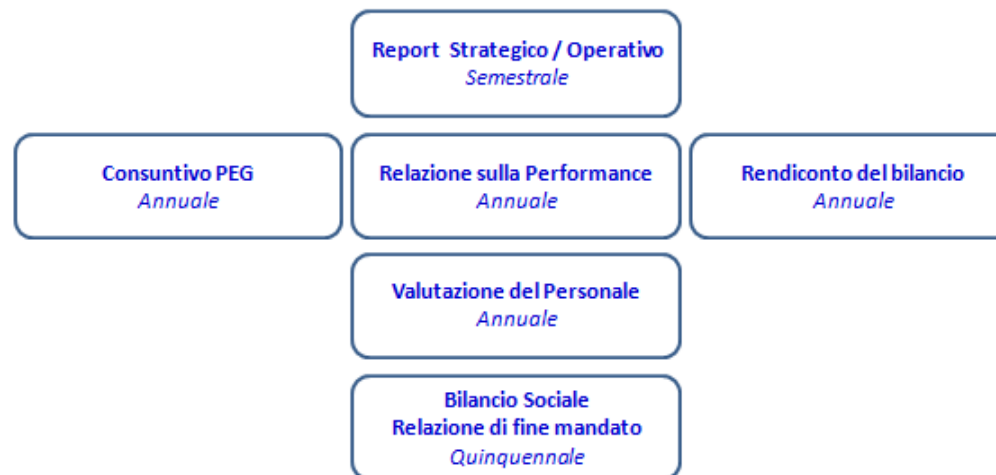 Report Strategico / Operativo
Semestrale
Consuntivo PEG
Annuale
Relazione sulla Performance
Annuale
Rendiconto del bilancio
Annuale
Valutazione del Personale
Annuale
Bilancio Sociale
Relazione di fine mandato
Quinquennale